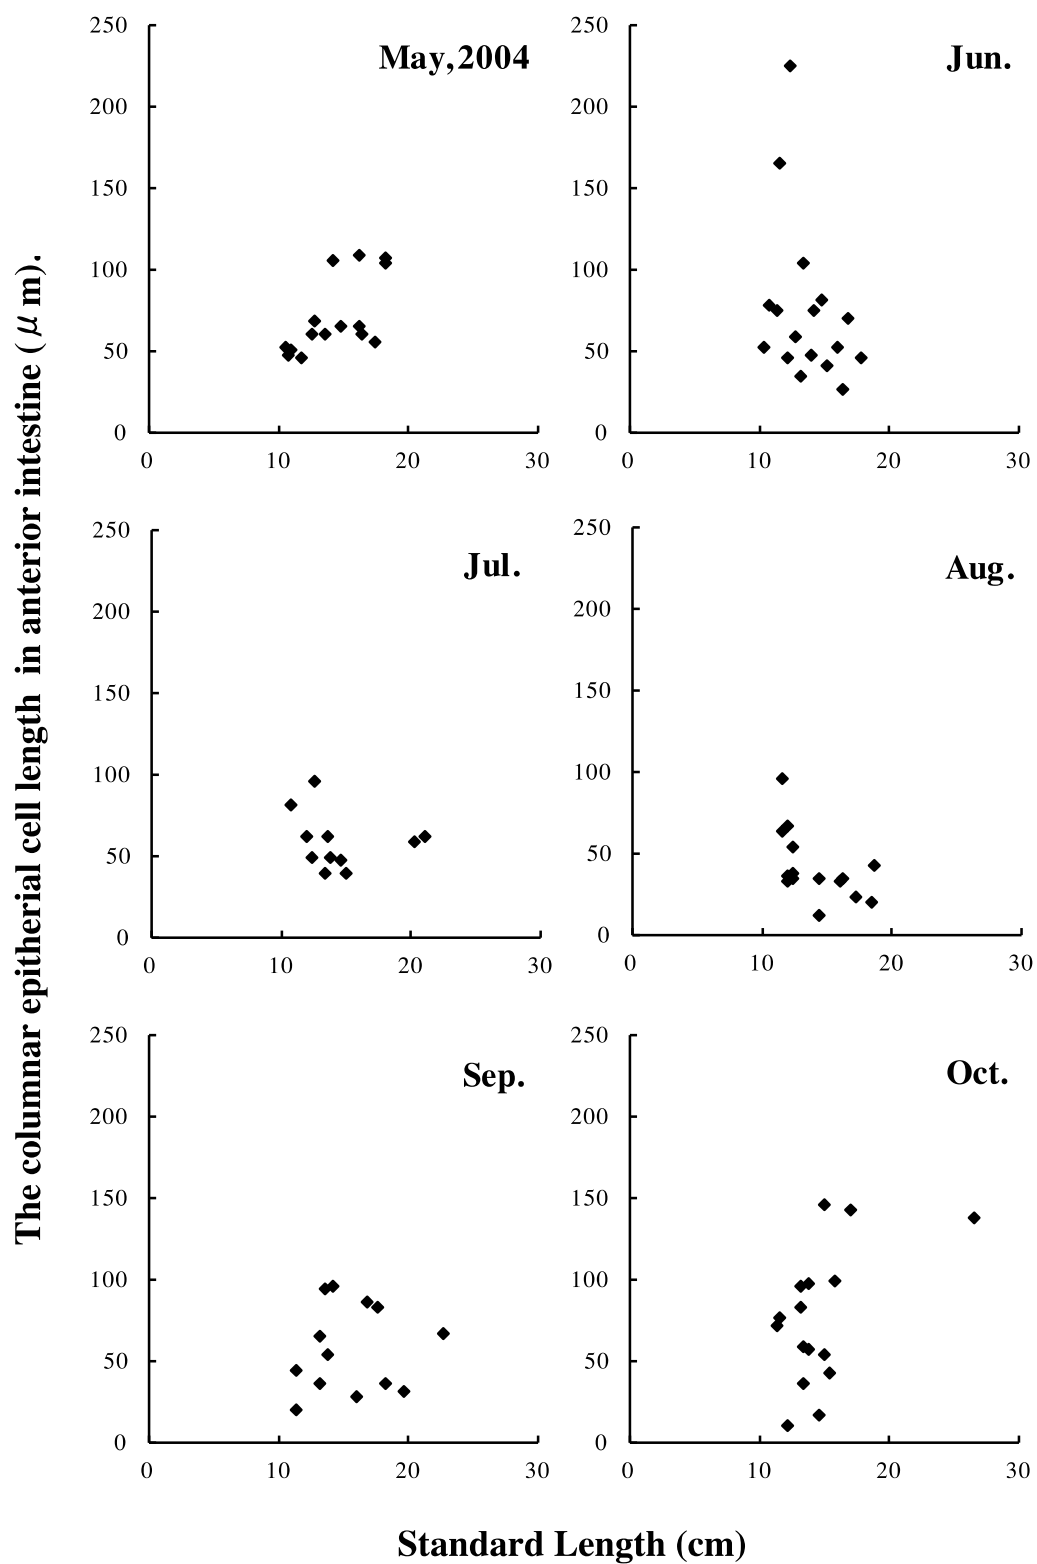 The columnar epitherial cell length in anterior intestine (μm).
May,2004
250
200
150
100
50
0
0 10 20 30
Jun.
250
200
150
100
50
0
0 10 20 30
Jul.
250
200
150
100
50
0
0 10 20 30
Aug.
250
200
150
100
50
0
0 10 20 30
Sep.
250
200
150
100
50
0
0 10 20 30
Oct.
250
200
150
100
50
0
0 10 20 30
Standard Length (cm)